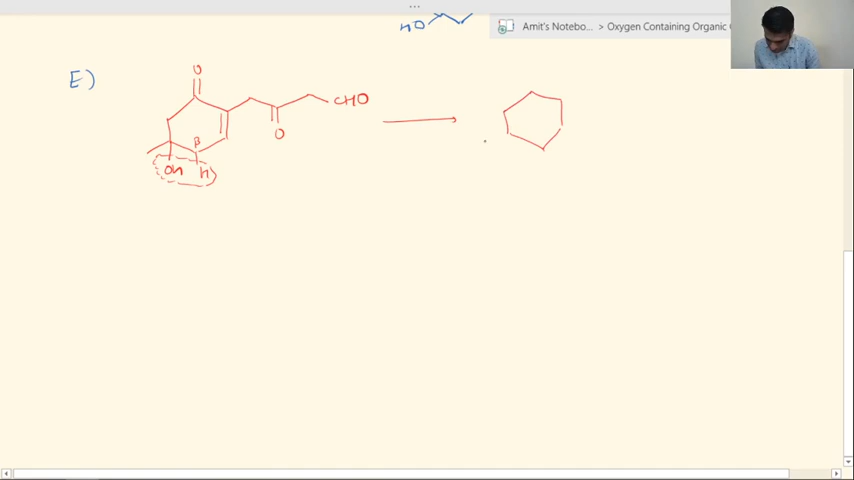 ...
HO
Amit's Notebo... > Oxygen Containing Organic
E)
O
CHO
O
β
OH H